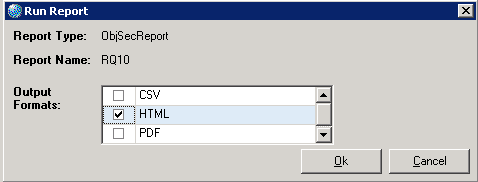 Run Report
Report Type: ObjSecReport
Report Name: RQ10
Output Formats:
CSV
HTML
PDF
Ok Cancel